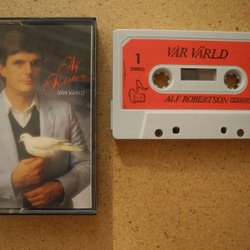 Alf
Robertson
VÅR VÄRLD
VÅR VÄRLD
1
STEREO
ALF ROBERTSON